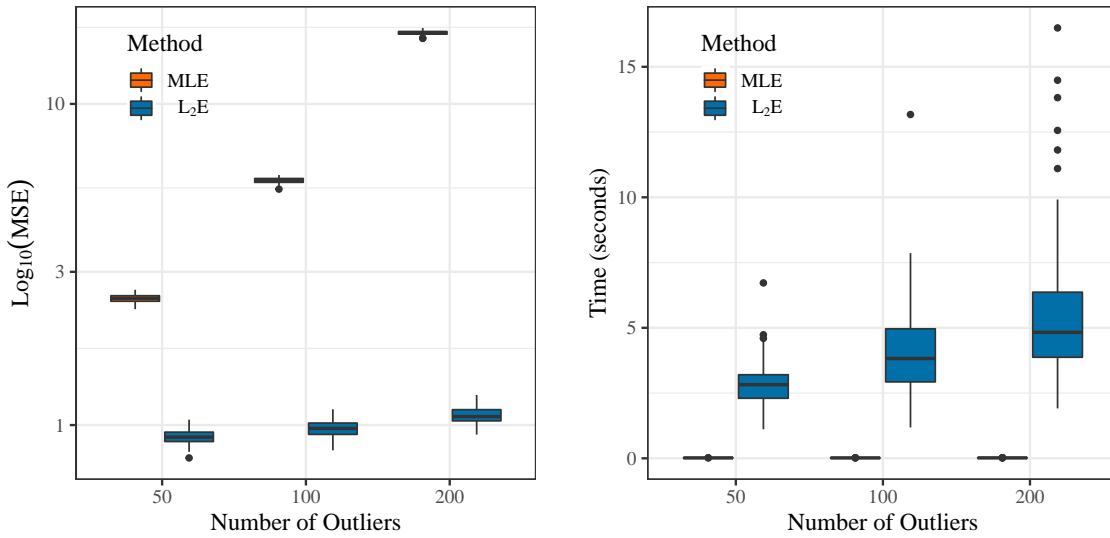 Method
MLE
L₂E
10
3
1
Log₁₀(MSE)
50
100
200
Number of Outliers
Method
MLE
L₂E
15
10
5
0
Time (seconds)
50
100
200
Number of Outliers